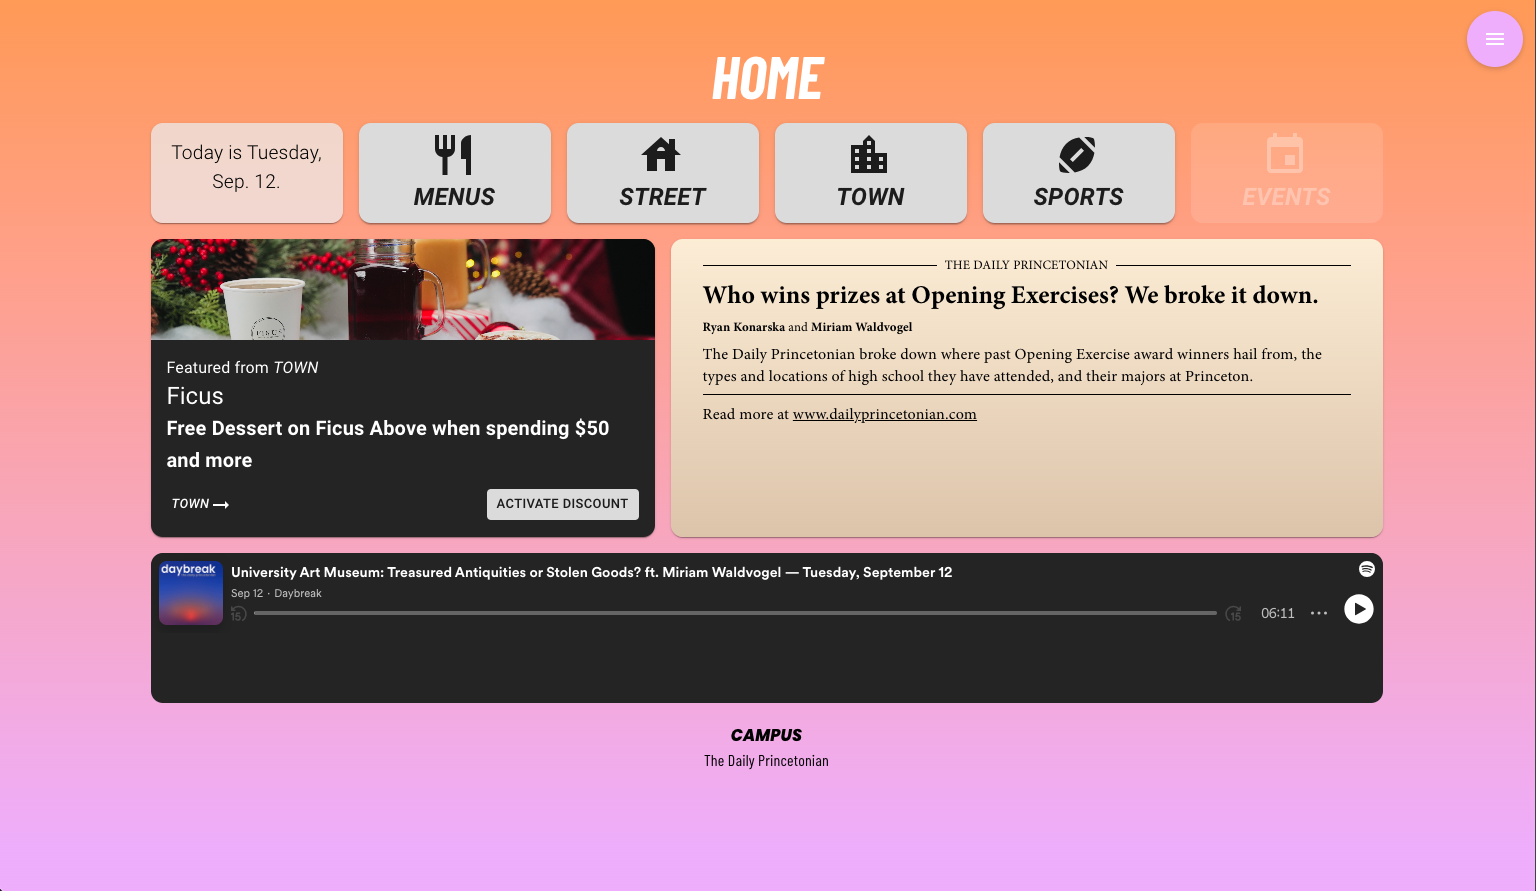 HOME
Today is Tuesday,
Sep. 12.
MENUS
STREET
TOWN
SPORTS
EVENTS
Featured from TOWN
Ficus
Free Dessert on Ficus Above when spending $50
and more
TOWN
ACTIVATE DISCOUNT
THE DAILY PRINCETONIAN
Who wins prizes at Opening Exercises? We broke it down.
Ryan Konarska and Miriam Waldvogel
The Daily Princetonian broke down where past Opening Exercise award winners hail from, the
types and locations of high school they have attended, and their majors at Princeton.
Read more at www.dailyprincetonian.com
daybreak
University Art Museum: Treasured Antiquities or Stolen Goods? ft. Miriam Waldvogel — Tuesday, September 12
Sep 12 · Daybreak
15
15
06:11
CAMPUS
The Daily Princetonian